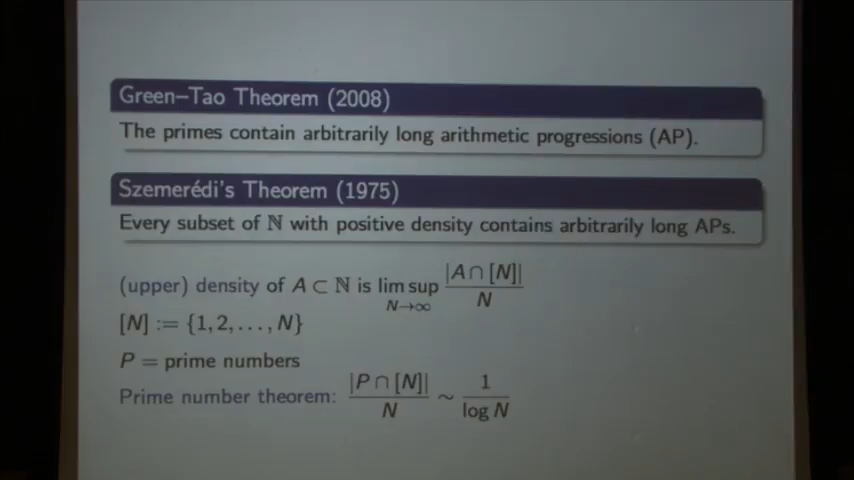 Green–Tao Theorem (2008)
The primes contain arbitrarily long arithmetic progressions (AP).
Szemerédi's Theorem (1975)
Every subset of ℕ with positive density contains arbitrarily long APs.
(upper) density of A ⊂ ℕ is lim sup_{N→∞} |A ∩ [N]| / N
[N] := {1, 2, . . . , N}
P = prime numbers
Prime number theorem: |P ∩ [N]| / N ∼ 1 / log N